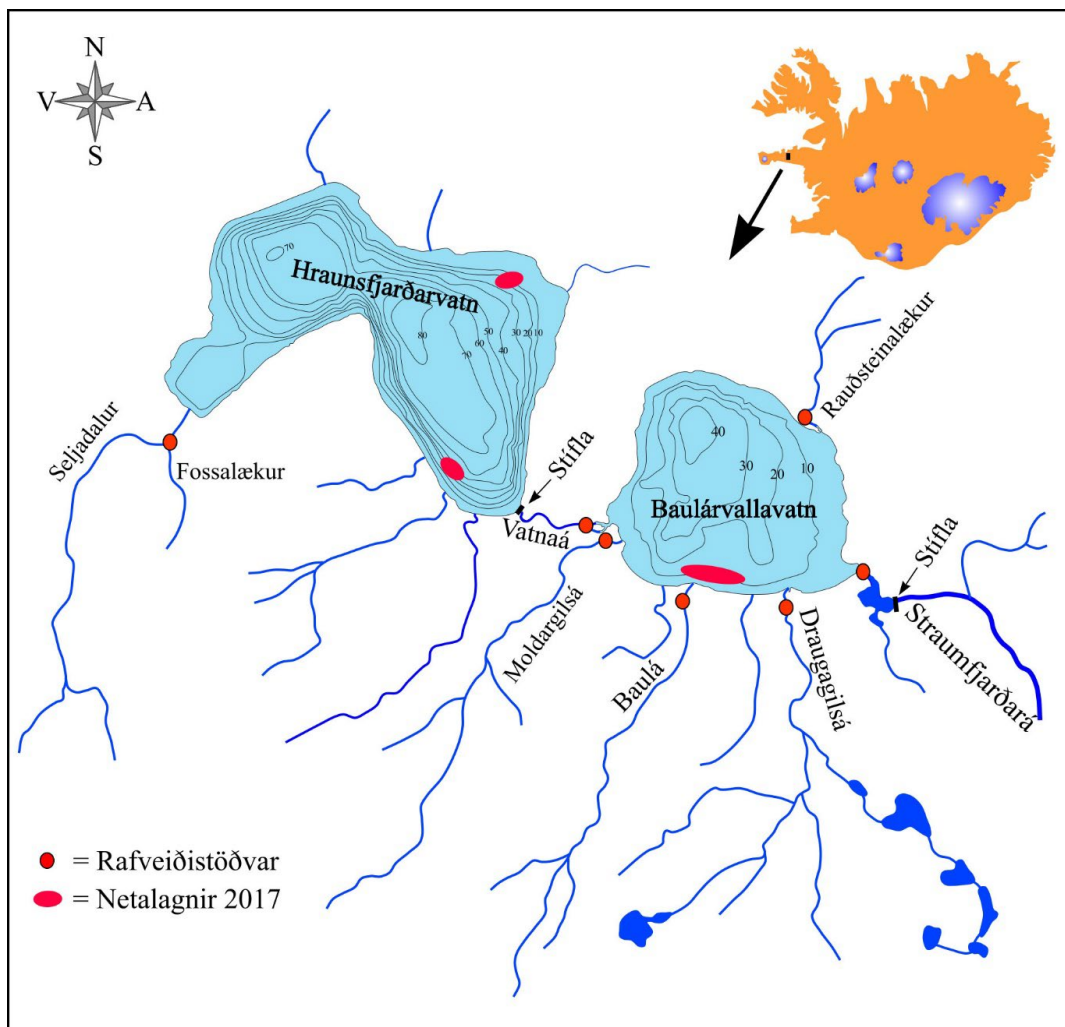 N
V A
S
70
Hraunsfjarðarvatn
80
70
60
50
40
30
20
10
Rauðsteinalækur
Seljadalur
Fossalækur
Stífla
Vatnaá
40
30
20
10
Baulárvallavatn
Stífla
Straumfjarðará
Moldargilsá
Baulá
Draugagilsá
= Rafveiðistöðvar
= Netalagnir 2017